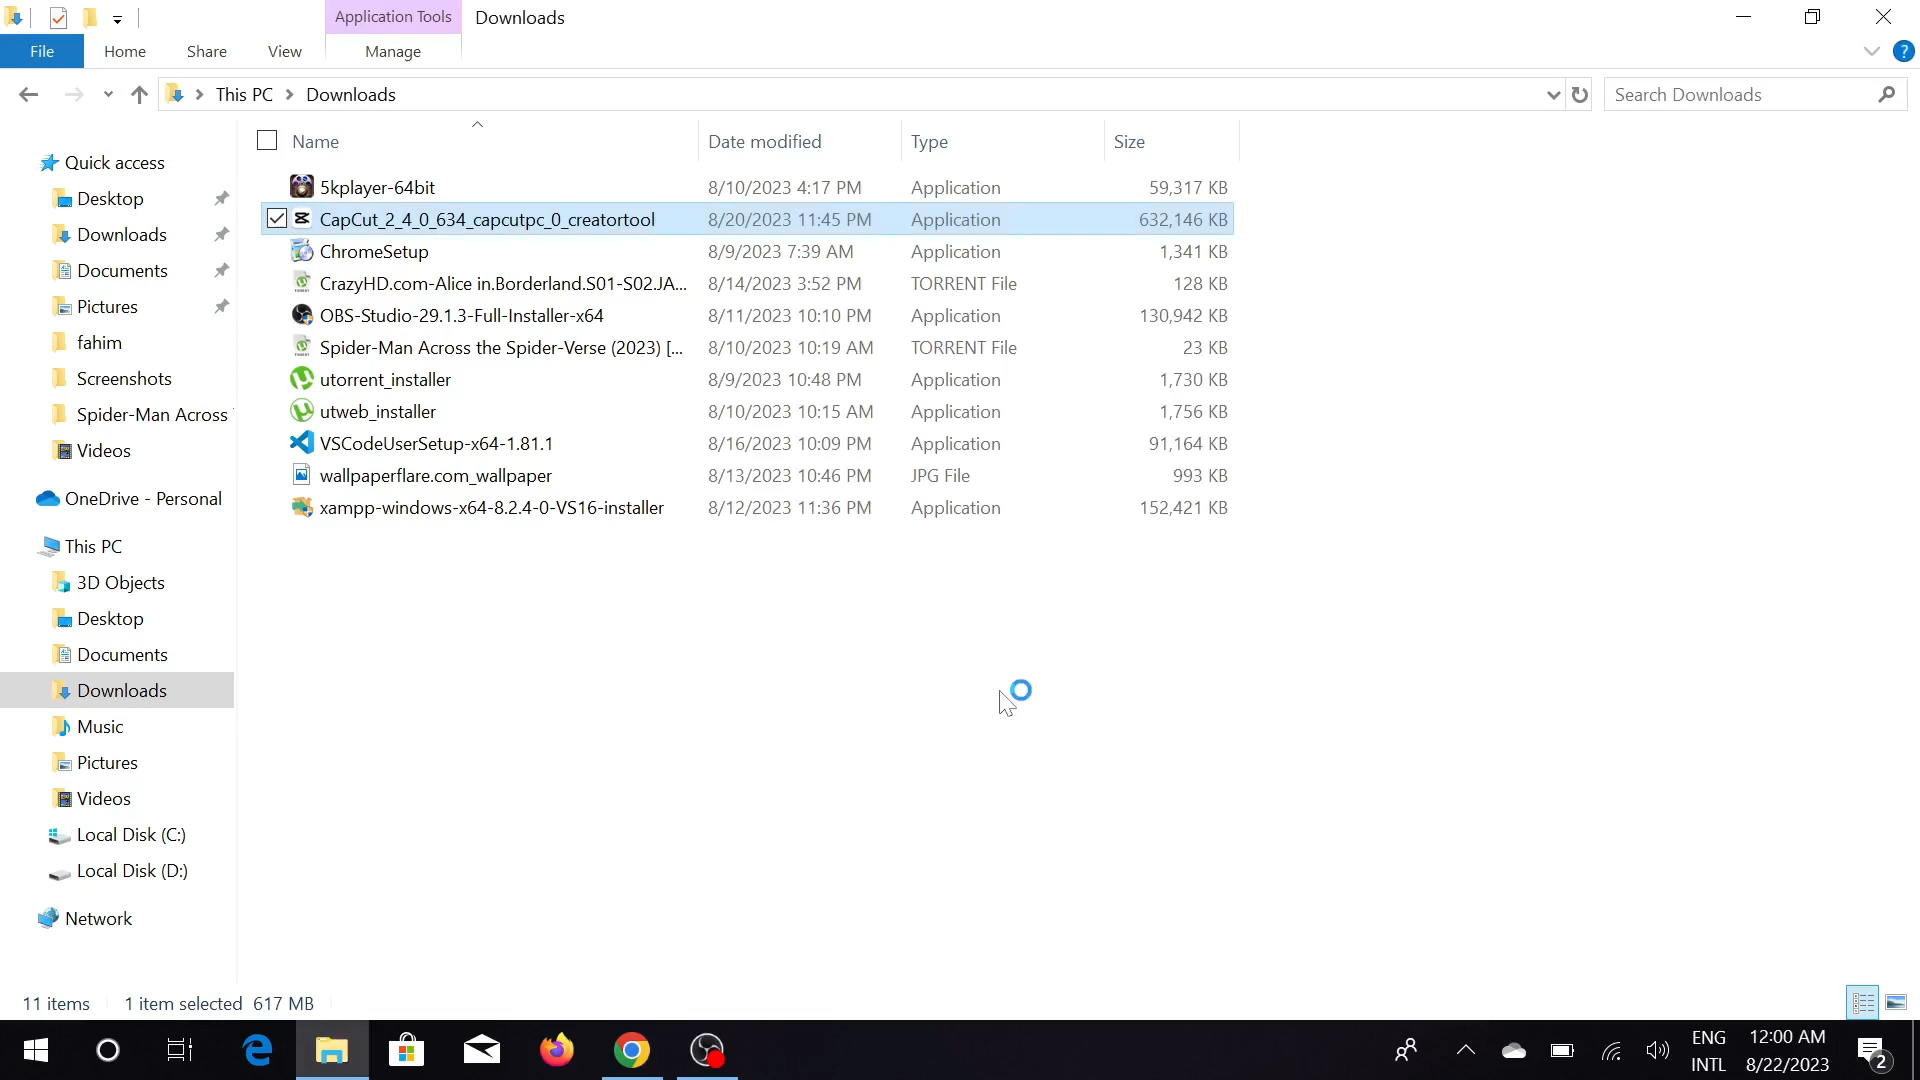 Application Tools
Downloads
File
Home
Share
View
Manage
?
This PC
Downloads
Search Downloads
Name
Date modified
Type
Size
Quick access
Desktop
Downloads
Documents
Pictures
fahim
Screenshots
Spider-Man Across
Videos
OneDrive - Personal
This PC
3D Objects
Desktop
Documents
Downloads
Music
Pictures
Videos
Local Disk (C:)
Local Disk (D:)
Network
5kplayer-64bit 8/10/2023 4:17 PM Application 59,317 KB
CapCut_2_4_0_634_capcutpc_0_creatortool 8/20/2023 11:45 PM Application 632,146 KB
ChromeSetup 8/9/2023 7:39 AM Application 1,341 KB
CrazyHD.com-Alice in.Borderland.S01-S02.JA... 8/14/2023 3:52 PM TORRENT File 128 KB
OBS-Studio-29.1.3-Full-Installer-x64 8/11/2023 10:10 PM Application 130,942 KB
Spider-Man Across the Spider-Verse (2023) [... 8/10/2023 10:19 AM TORRENT File 23 KB
utorrent_installer 8/9/2023 10:48 PM Application 1,730 KB
utweb_installer 8/10/2023 10:15 AM Application 1,756 KB
VSCodeUserSetup-x64-1.81.1 8/16/2023 10:09 PM Application 91,164 KB
wallpaperflare.com_wallpaper 8/13/2023 10:46 PM JPG File 993 KB
xampp-windows-x64-8.2.4-0-VS16-installer 8/12/2023 11:36 PM Application 152,421 KB
11 items
1 item selected 617 MB
ENG
INTL
12:00 AM
8/22/2023
2